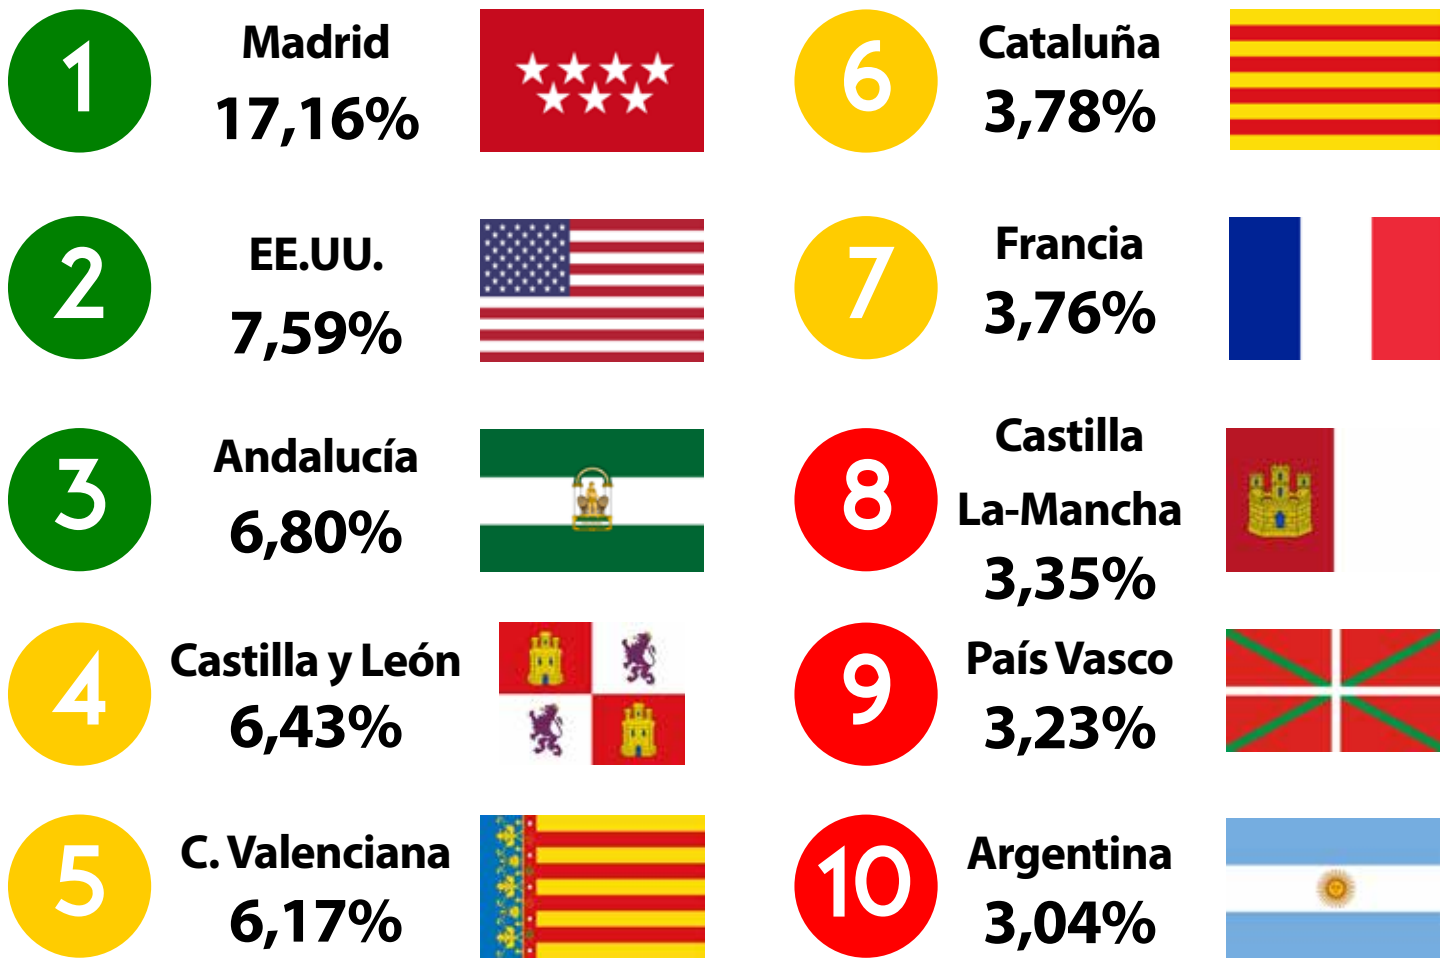 1
Madrid
17,16%
2
EE.UU.
7,59%
3
Andalucía
6,80%
4
Castilla y León
6,43%
5
C. Valenciana
6,17%
6
Cataluña
3,78%
7
Francia
3,76%
8
Castilla
La-Mancha
3,35%
9
País Vasco
3,23%
10
Argentina
3,04%